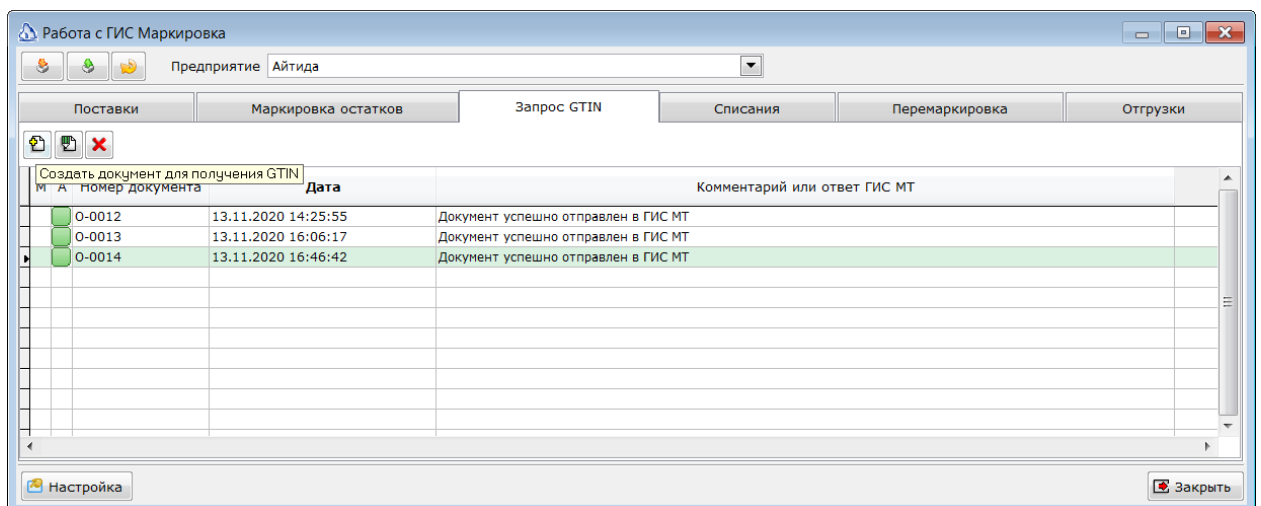 Работа с ГИС Маркировка
Предприятие Айтида
Поставки Маркировка остатков Запрос GTIN Списания Перемаркировка Отгрузки
Создать документ для получения GTIN
М А Номер документа Дата Комментарий или ответ ГИС МТ
О-0012 13.11.2020 14:25:55 Документ успешно отправлен в ГИС МТ
О-0013 13.11.2020 16:06:17 Документ успешно отправлен в ГИС МТ
О-0014 13.11.2020 16:46:42 Документ успешно отправлен в ГИС МТ
Настройка Закрыть